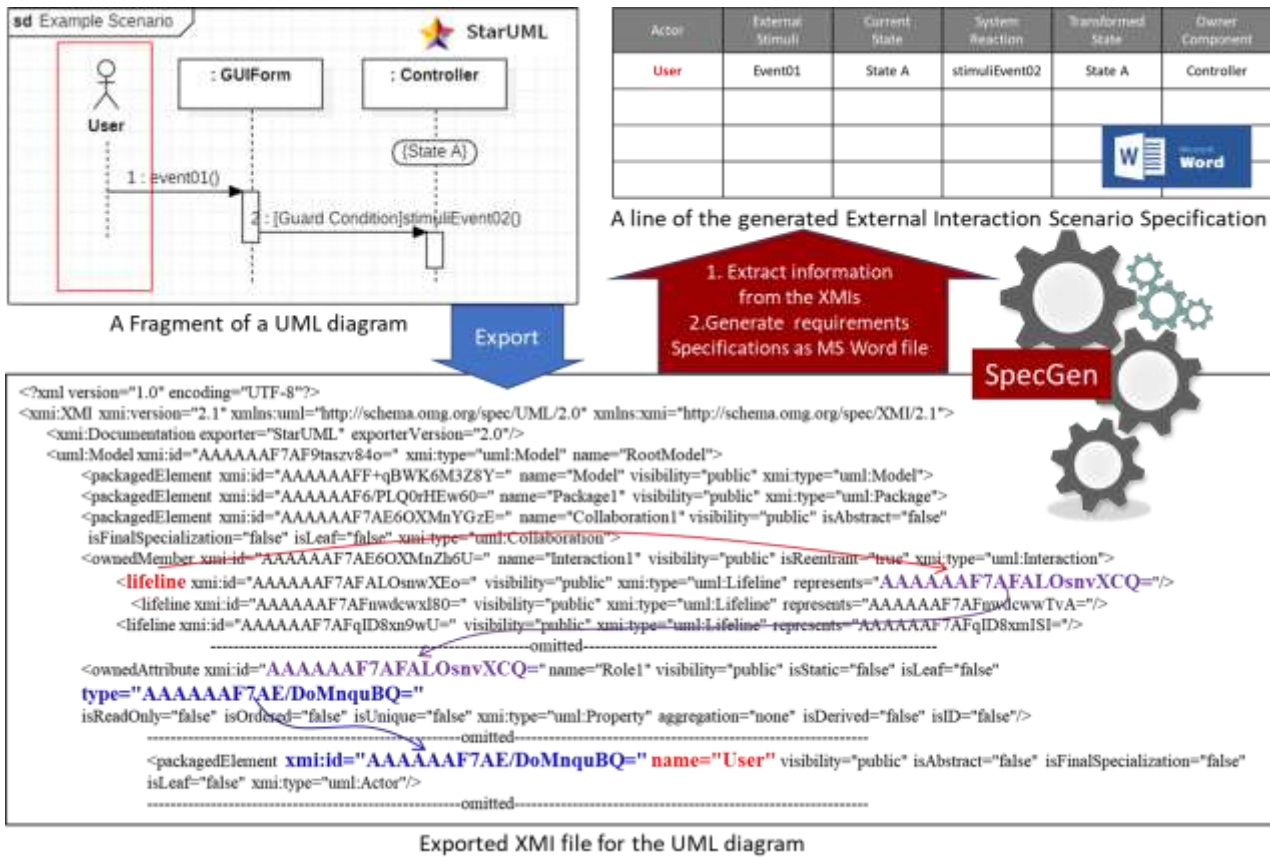 sd Example Scenario
StarUML
: GUIForm
: Controller
User
{State A}
1 : event01()
2 : [Guard Condition]stimuliEvent02()
A Fragment of a UML diagram
Export
Actor
External Stimuli
Current State
System Reaction
Transformed State
Owner Component
User
Event01
State A
stimuliEvent02
State A
Controller
W
Microsoft
Word
A line of the generated External Interaction Scenario Specification
1. Extract information
from the XMIs
2.Generate requirements
Specifications as MS Word file
SpecGen
<?xml version="1.0" encoding="UTF-8"?>
<xmi:XMI xmi:version="2.1" xmlns:uml="http://schema.omg.org/spec/UML/2.0" xmlns:xmi="http://schema.omg.org/spec/XMI/2.1">
<xmi:Documentation exporter="StarUML" exporterVersion="2.0"/>
<uml:Model xmi:id="AAAAAAF7AF9taszv84o=" xmi:type="uml:Model" name="RootModel">
<packagedElement xmi:id="AAAAAAFF+qBWK6M3Z8Y=" name="Model" visibility="public" xmi:type="uml:Model">
<packagedElement xmi:id="AAAAAAF6/PLQ0rHEw60=" name="Package1" visibility="public" xmi:type="uml:Package">
<packagedElement xmi:id="AAAAAAF7AE6OXMnYGzE=" name="Collaboration1" visibility="public" isAbstract="false"
isFinalSpecialization="false" isLeaf="false" xmi:type="uml:Collaboration">
<ownedMember xmi:id="AAAAAAF7AE6OXMnZh6U=" name="Interaction1" visibility="public" isReentrant="true" xmi:type="uml:Interaction">
<lifeline xmi:id="AAAAAAF7AFALOsnwXEo=" visibility="public" xmi:type="uml:Lifeline" represents="AAAAAAF7AFALOsnvXCQ="/>
<lifeline xmi:id="AAAAAAF7AFnwdcwxI80=" visibility="public" xmi:type="uml:Lifeline" represents="AAAAAAF7AFnwdcwwTvA="/>
<lifeline xmi:id="AAAAAAF7AFqID8xn9wU=" visibility="public" xmi:type="uml:Lifeline" represents="AAAAAAF7AFqID8xmISI="/>
omitted
<ownedAttribute xmi:id="AAAAAAF7AFALOsnvXCQ=" name="Role1" visibility="public" isStatic="false" isLeaf="false"
type="AAAAAAF7AE/DoMnquBQ="
isReadOnly="false" isOrdered="false" isUnique="false" xmi:type="uml:Property" aggregation="none" isDerived="false" isID="false"/>
omitted
<packagedElement xmi:id="AAAAAAF7AE/DoMnquBQ=" name="User" visibility="public" isAbstract="false" isFinalSpecialization="false"
isLeaf="false" xmi:type="uml:Actor"/>
omitted
Exported XMI file for the UML diagram